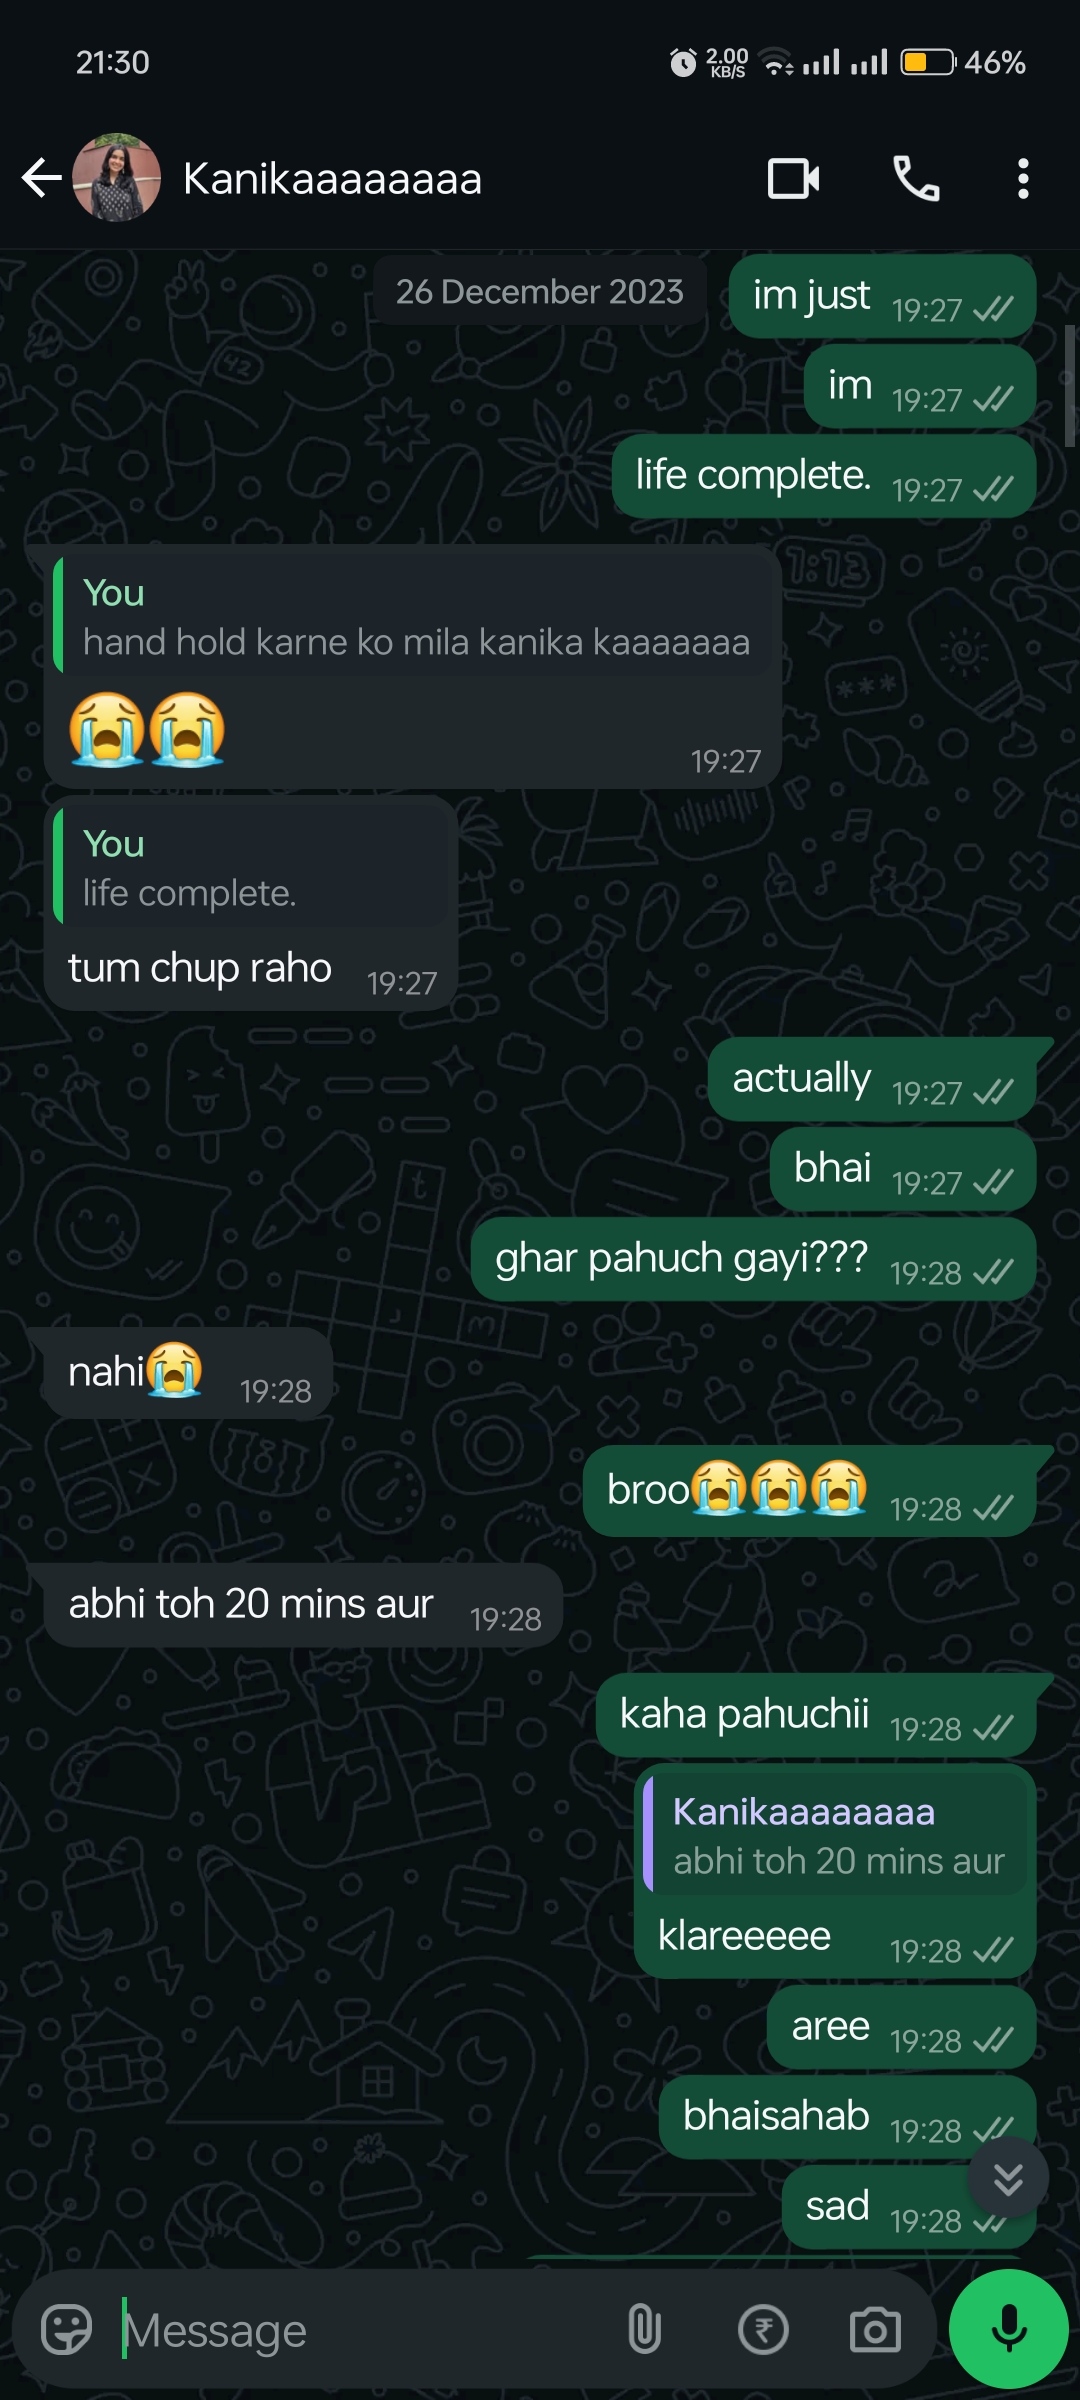 21:30
2.00
KB/S
46%
Kanikaaaaaaaa
26 December 2023
im just 19:27
im 19:27
life complete. 19:27
You
hand hold karne ko mila kanika kaaaaaaa
😭😭
19:27
You
life complete.
tum chup raho 19:27
actually 19:27
bhai 19:27
ghar pahuch gayi??? 19:28
nahi😭 19:28
broo😭😭😭 19:28
abhi toh 20 mins aur 19:28
kaha pahuchii 19:28
Kanikaaaaaaaa
abhi toh 20 mins aur
klareeeee 19:28
aree 19:28
bhaisahab 19:28
sad 19:28
Message